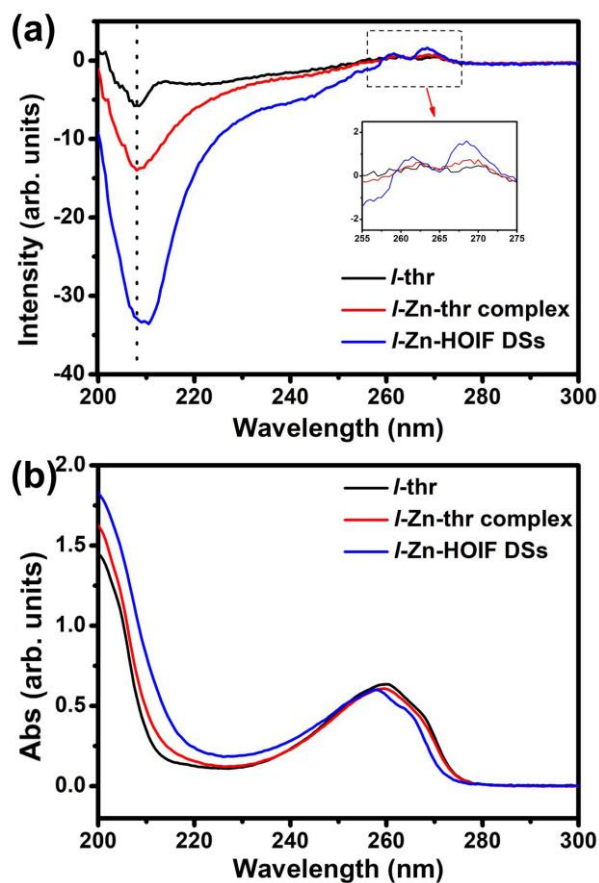 (a)
Intensity (arb. units)
0
-10
-20
-30
-40
200 220 240 260 280 300
Wavelength (nm)
2
0
-2
255 260 265 270 275
l-thr
l-Zn-thr complex
l-Zn-HOIF DSs
(b)
Abs (arb. units)
2.0
1.5
1.0
0.5
0.0
200 220 240 260 280 300
Wavelength (nm)
l-thr
l-Zn-thr complex
l-Zn-HOIF DSs